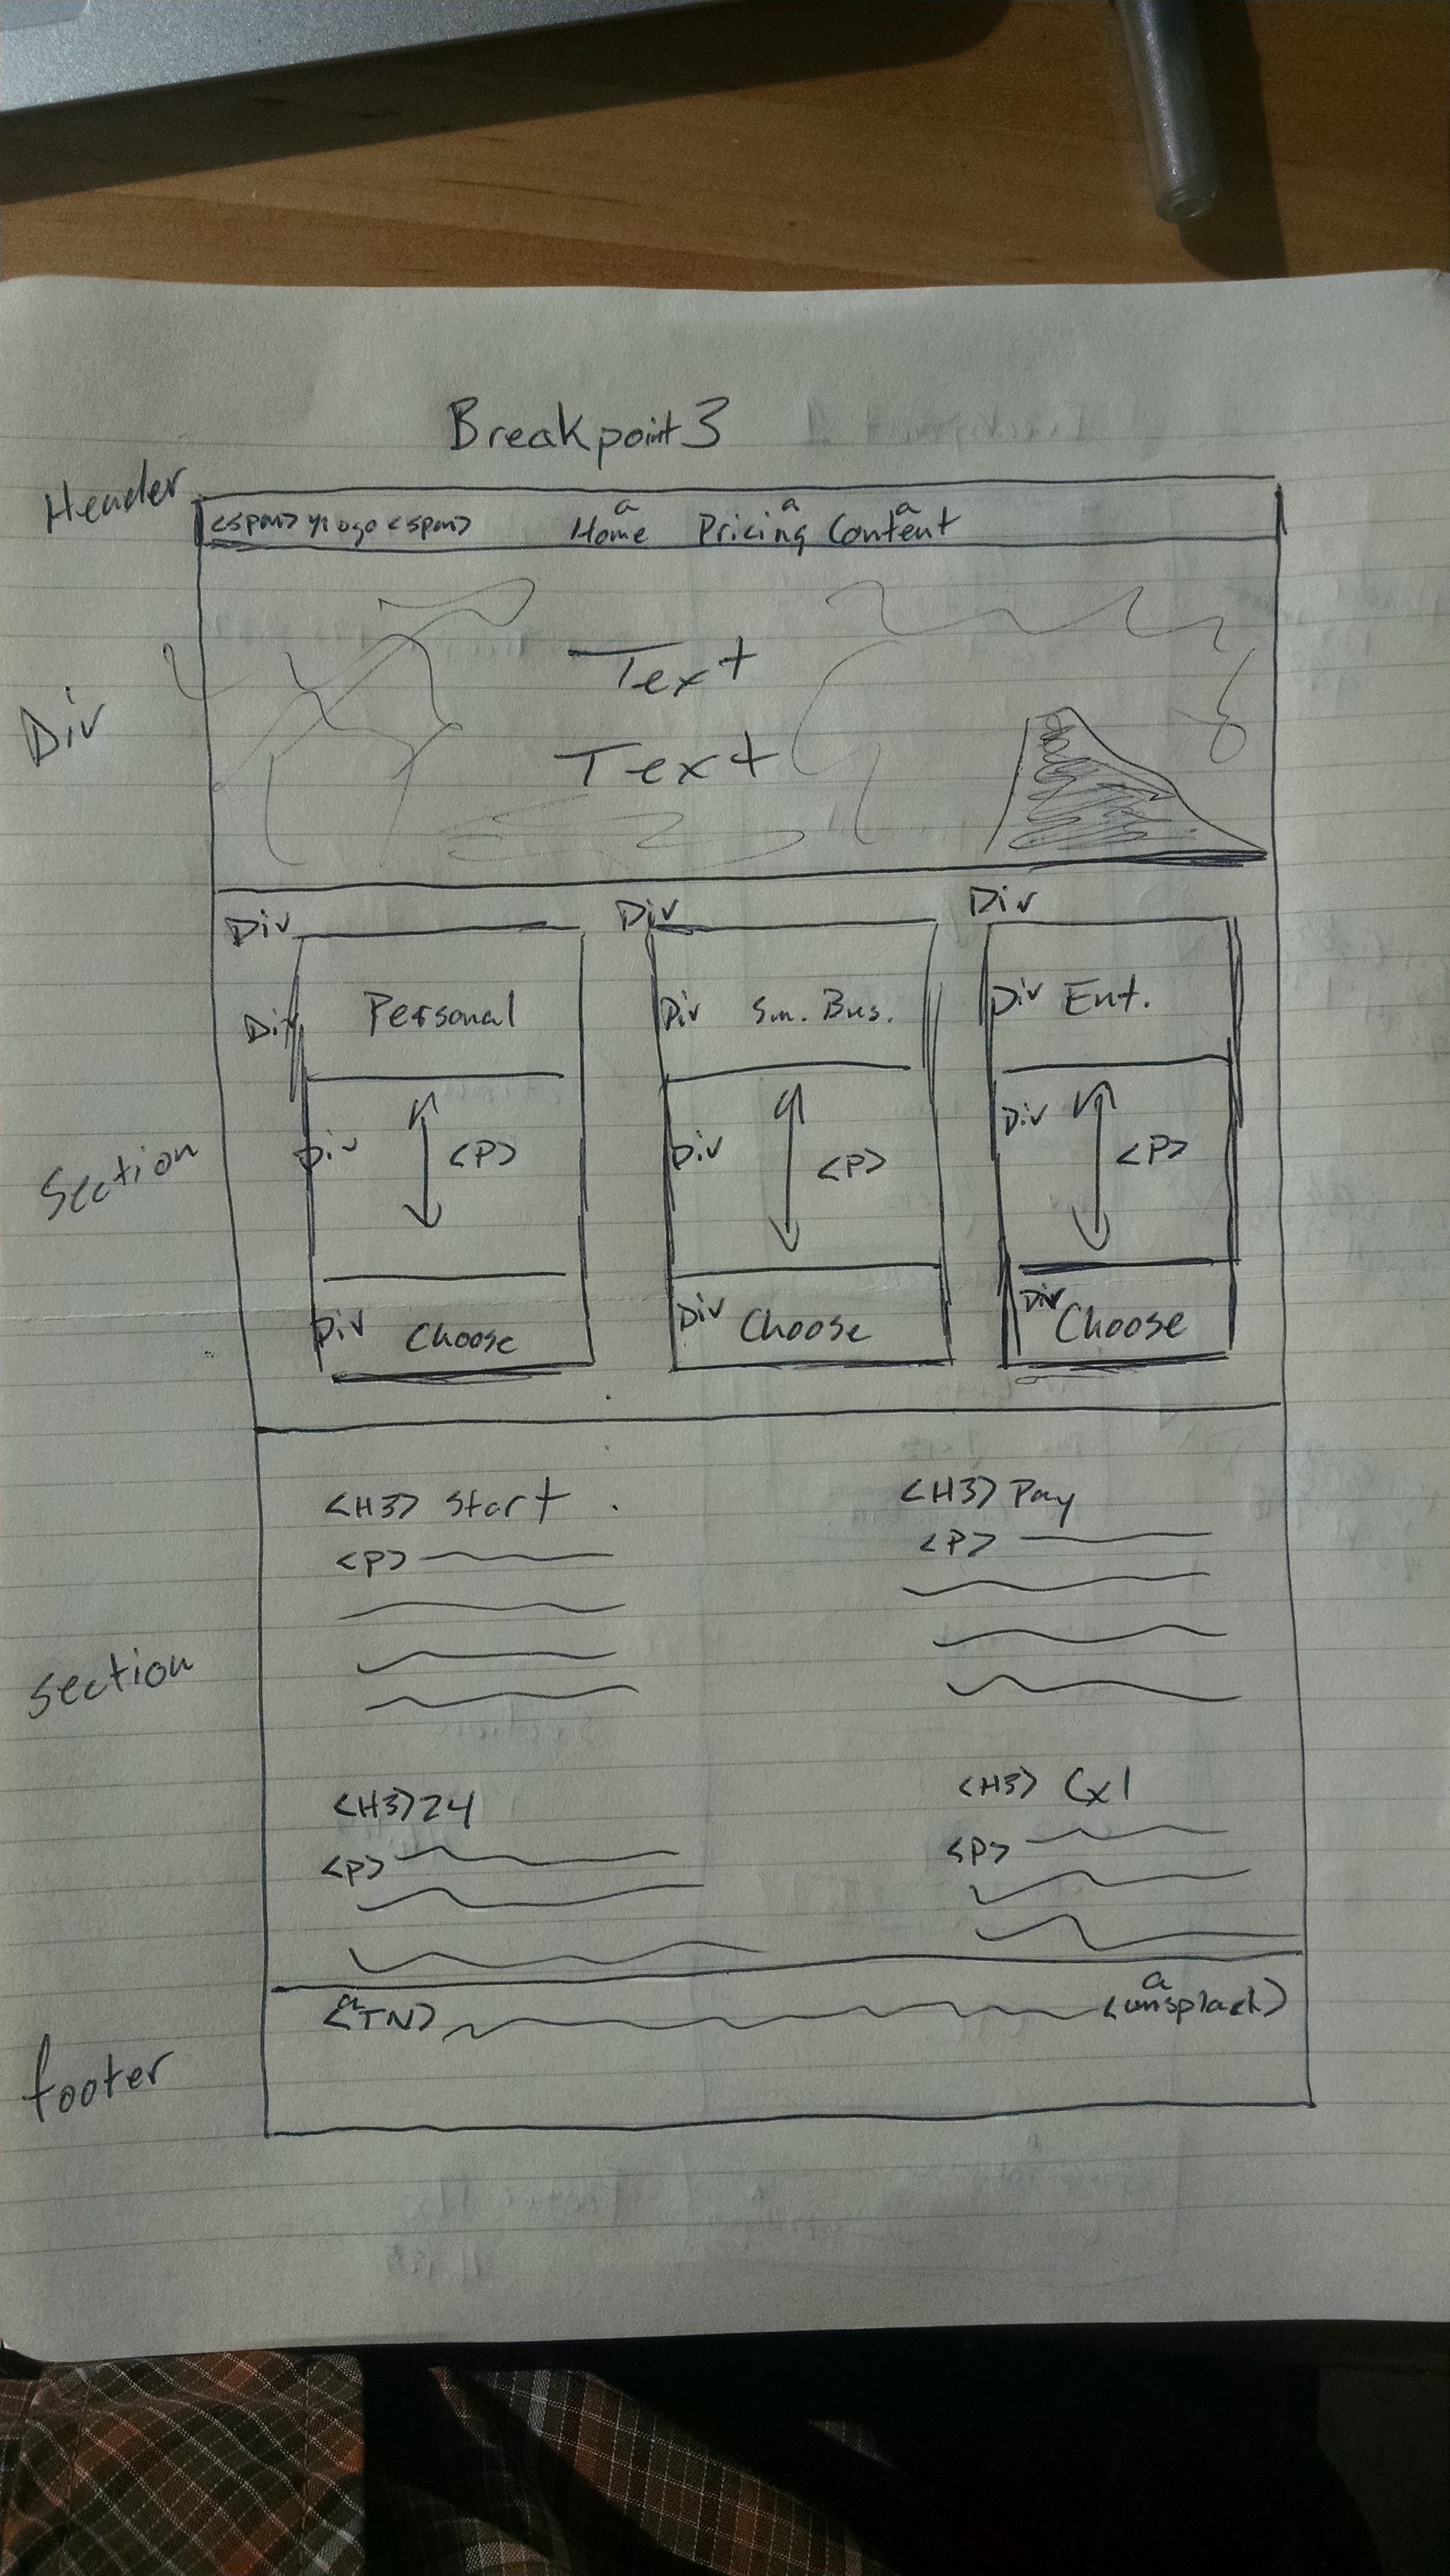 Breakpoint 3
Header
<span> logo <span> Home Pricing Content
a a a
Div
Text
Text
Section
Div Div Div
Div Personal Div Sm. Bus. Div Ent.
Div <P> Div <P> Div <P>
Div Choose Div Choose Div Choose
section
<H3> Start <H3> Pay
<P> <P>
<H3> 24 <H3> Cxl
<P> <P>
footer
a a
<TN> <unsplash>